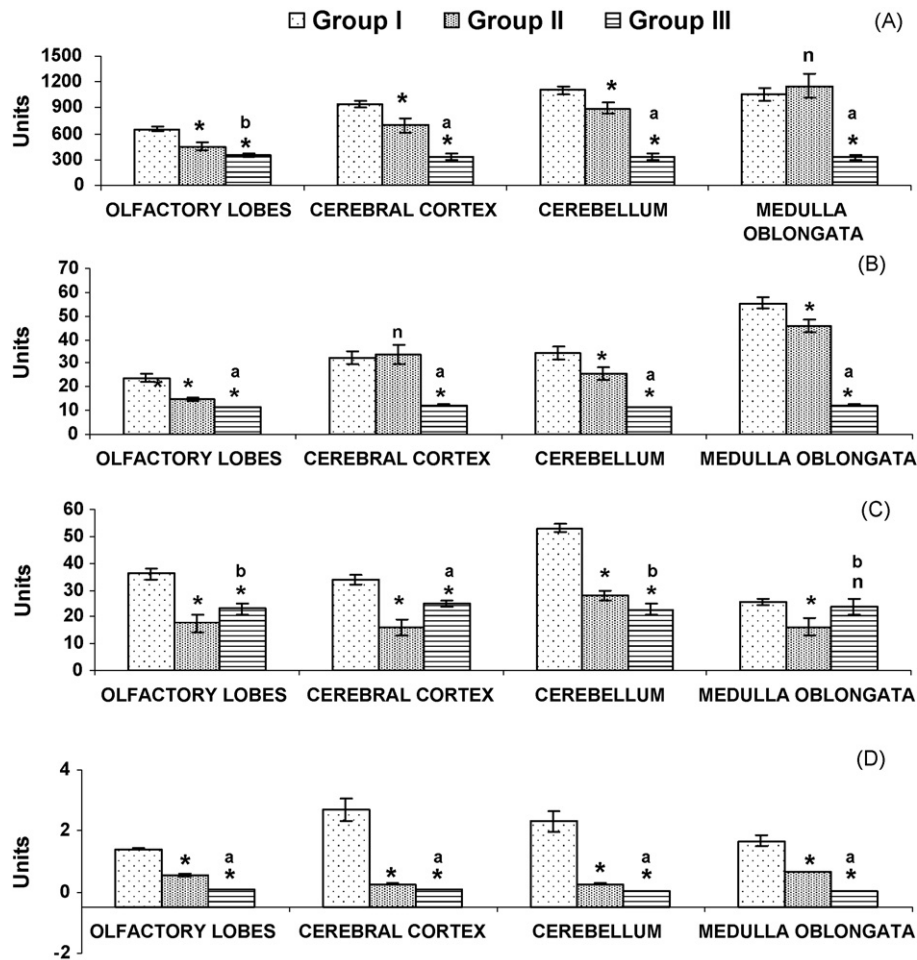 Group I Group II Group III
(A)
Units
1500
1200
900
600
300
0
* b
*
* a
*
* a
*
n a
*
OLFACTORY LOBES CEREBRAL CORTEX CEREBELLUM MEDULLA
OBLONGATA
(B)
Units
70
60
50
40
30
20
10
0
* * a
*
n a
*
* a
*
* a
*
OLFACTORY LOBES CEREBRAL CORTEX CEREBELLUM MEDULLA OBLONGATA
(C)
Units
60
50
40
30
20
10
0
* b
*
* a
*
* b
*
* b
n
OLFACTORY LOBES CEREBRAL CORTEX CEREBELLUM MEDULLA OBLONGATA
(D)
Units
4
2
0
-2
* a
*
* a
*
* a
*
* a
*
OLFACTORY LOBES CEREBRAL CORTEX CEREBELLUM MEDULLA OBLONGATA